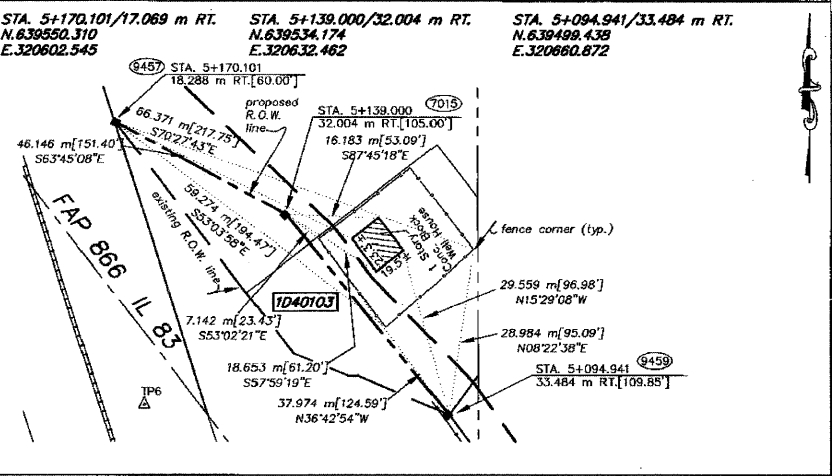 STA. 5+170.101/17.069 m RT.
N.639550.310
E.320602.545
STA. 5+139.000/32.004 m RT.
N.639534.174
E.320632.462
STA. 5+094.941/33.484 m RT.
N.639499.438
E.320660.872
9457
STA. 5+170.101
18.288 m RT.[60.00']
66.371 m[217.75']
S70°27'43"E
proposed
R.O.W.
line
STA. 5+139.000
7015
32.004 m RT.[105.00']
16.183 m[53.09']
S87°45'18"E
46.146 m[151.40']
S63°45'08"E
59.274 m[194.47']
S53°03'58"E
existing R.O.W. line
FAP 866 IL 83
1 Story
Conc. Block
Well House
23.3'±
19.5'±
fence corner (typ.)
1D40103
29.559 m[96.98']
N15°29'08"W
7.142 m[23.43']
S53°02'21"E
28.984 m[95.09']
N08°22'38"E
18.653 m[61.20']
S57°59'19"E
STA. 5+094.941
9459
33.484 m RT.[109.85']
37.974 m[124.59']
N36°42'54"W
TP6